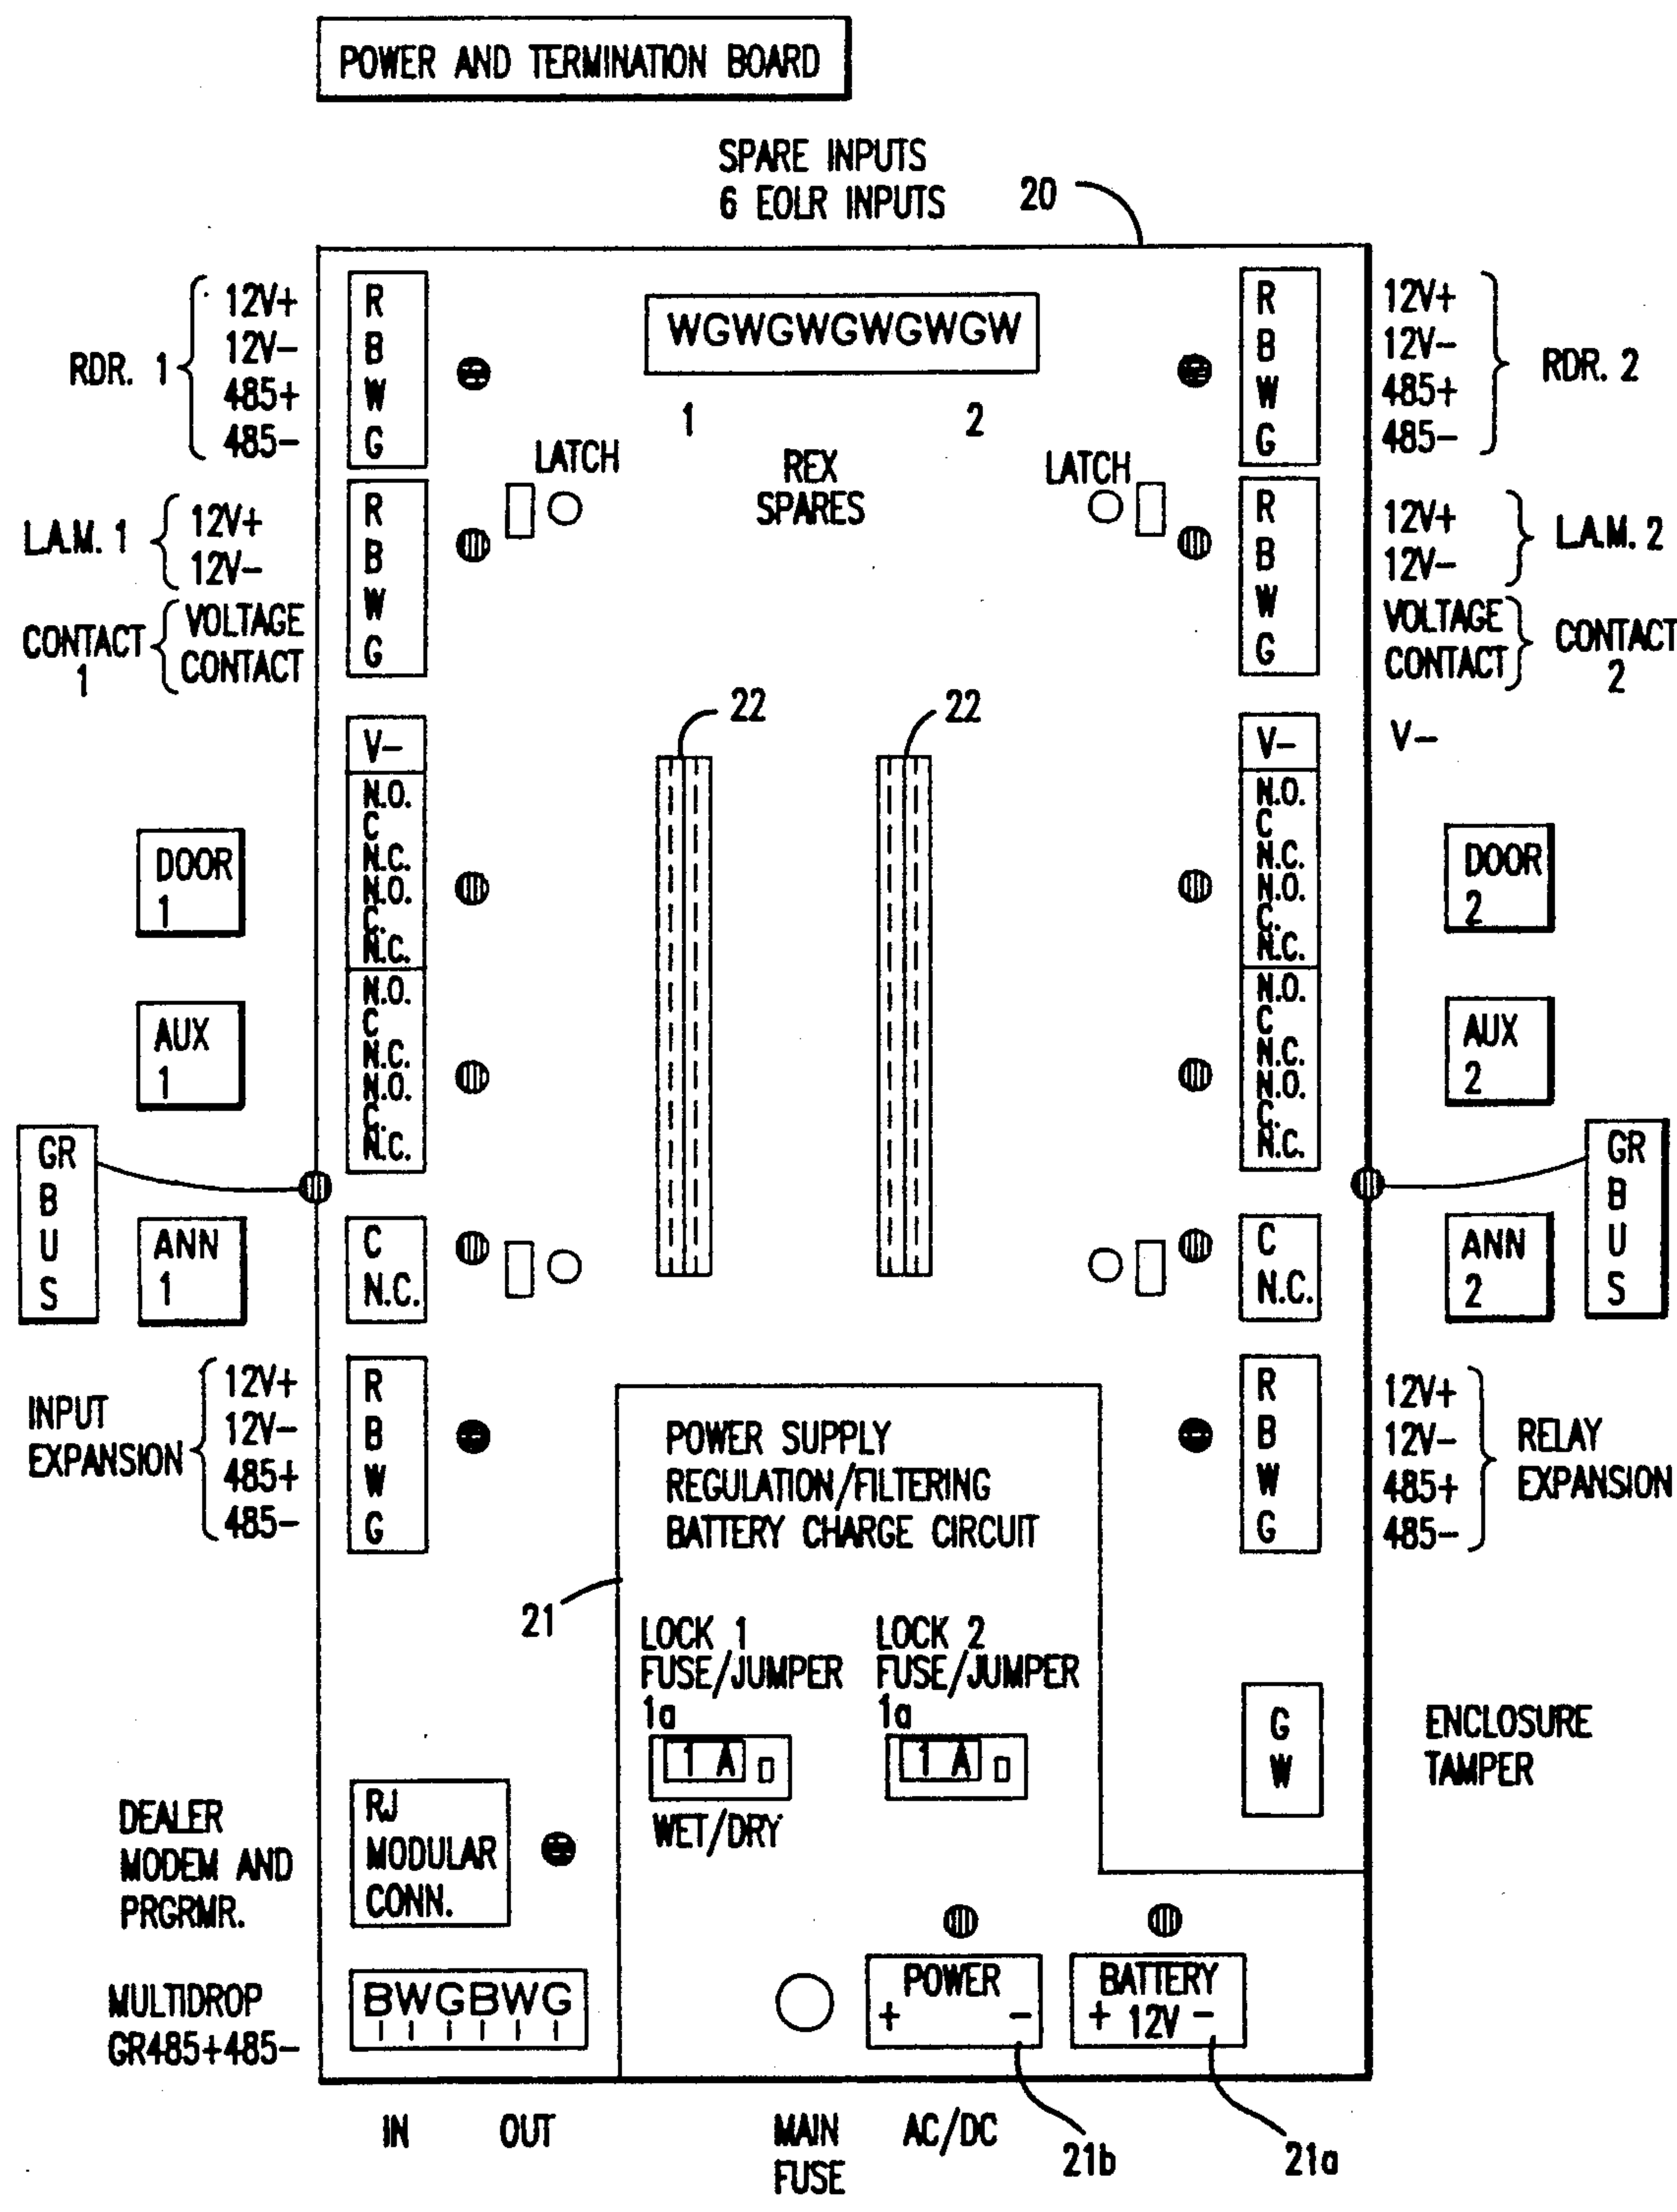 POWER AND TERMINATION BOARD
SPARE INPUTS
6 EOLR INPUTS
20
RDR. 1
12V+
12V-
485+
485-
R
B
W
G
WGWGWGWGWGW
1
2
REX
SPARES
R
B
W
G
12V+
12V-
485+
485-
RDR. 2
LATCH
LATCH
L.A.M. 1
12V+
12V-
CONTACT
1
VOLTAGE
CONTACT
R
B
W
G
R
B
W
G
12V+
12V-
L.A.M. 2
VOLTAGE
CONTACT
CONTACT
2
22
22
V-
N.O.
C
N.C.
N.O.
C.
N.C.
N.O.
C
N.C.
N.O.
C.
N.C.
V-
N.O.
C
N.C.
N.O.
C.
N.C.
N.O.
C
N.C.
N.O.
C.
N.C.
V-
DOOR
1
DOOR
2
AUX
1
AUX
2
GR
B
U
S
ANN
1
C
N.C.
C
N.C.
ANN
2
GR
B
U
S
INPUT
EXPANSION
12V+
12V-
485+
485-
R
B
W
G
POWER SUPPLY
REGULATION/FILTERING
BATTERY CHARGE CIRCUIT
R
B
W
G
12V+
12V-
485+
485-
RELAY
EXPANSION
21
LOCK 1
FUSE/JUMPER
1a
1 A
WET/DRY
LOCK 2
FUSE/JUMPER
1a
1 A
G
W
ENCLOSURE
TAMPER
DEALER
MODEM AND
PRGRMR.
RJ
MODULAR
CONN.
MULTIDROP
GR485+485-
BWGBWG
POWER
+ -
BATTERY
+ 12V -
IN
OUT
MAIN
FUSE
AC/DC
21b
21a